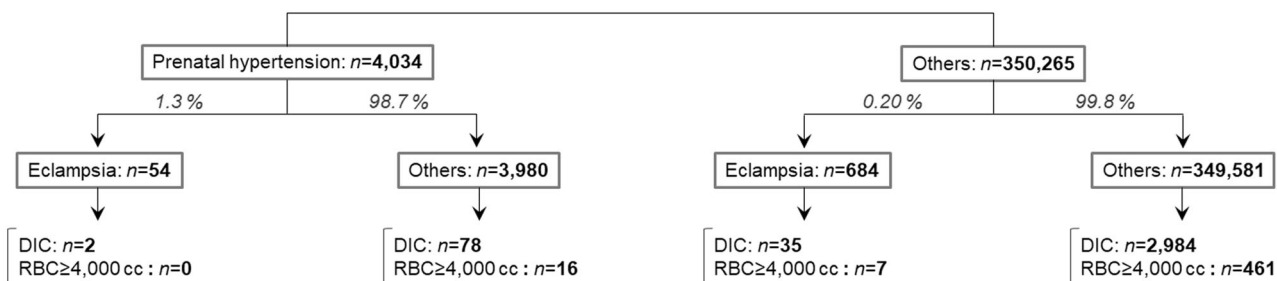 Prenatal hypertension: n=4,034
Others: n=350,265
1.3 %
98.7 %
0.20 %
99.8 %
Eclampsia: n=54
Others: n=3,980
Eclampsia: n=684
Others: n=349,581
DIC: n=2
RBC≥4,000 cc : n=0
DIC: n=78
RBC≥4,000 cc : n=16
DIC: n=35
RBC≥4,000 cc : n=7
DIC: n=2,984
RBC≥4,000 cc : n=461